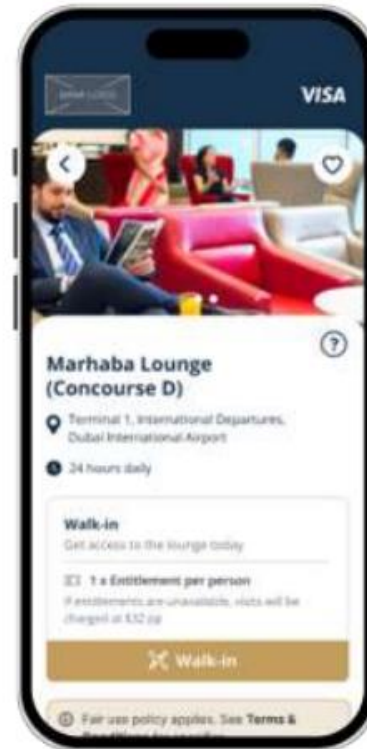 BANK LOGO
VISA
Marhaba Lounge
(Concourse D)
Terminal 1, International Departures,
Dubai International Airport
24 hours daily
Walk-in
Get access to the lounge today
1 x Entitlement per person
If entitlements are unavailable, visits will be
charged at $32 pp
Walk-in
Fair use policy applies. See Terms &